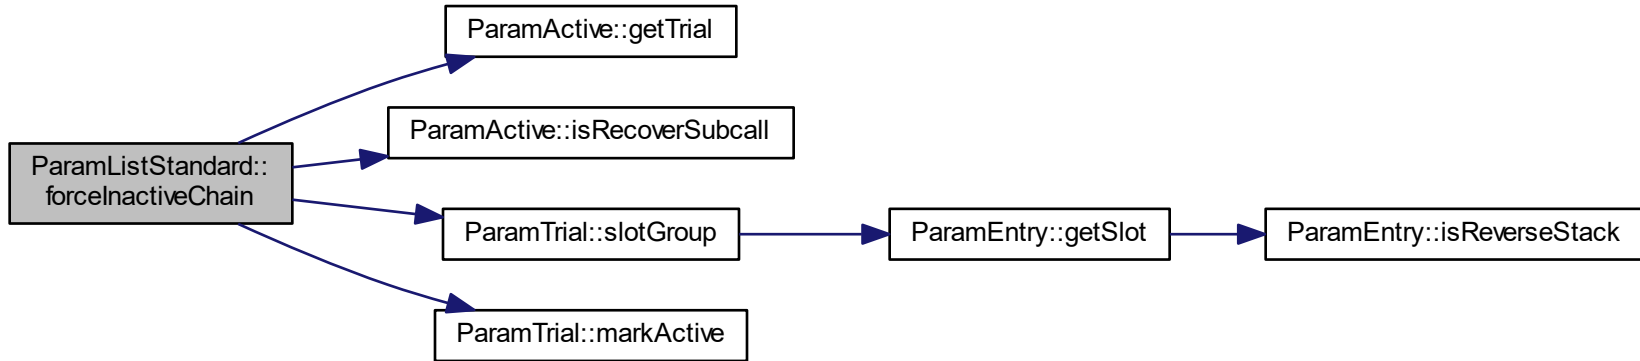 ParamActive::getTrial
ParamActive::isRecoverSubcall
ParamListStandard::
forceInactiveChain
ParamTrial::slotGroup
ParamEntry::getSlot
ParamEntry::isReverseStack
ParamTrial::markActive